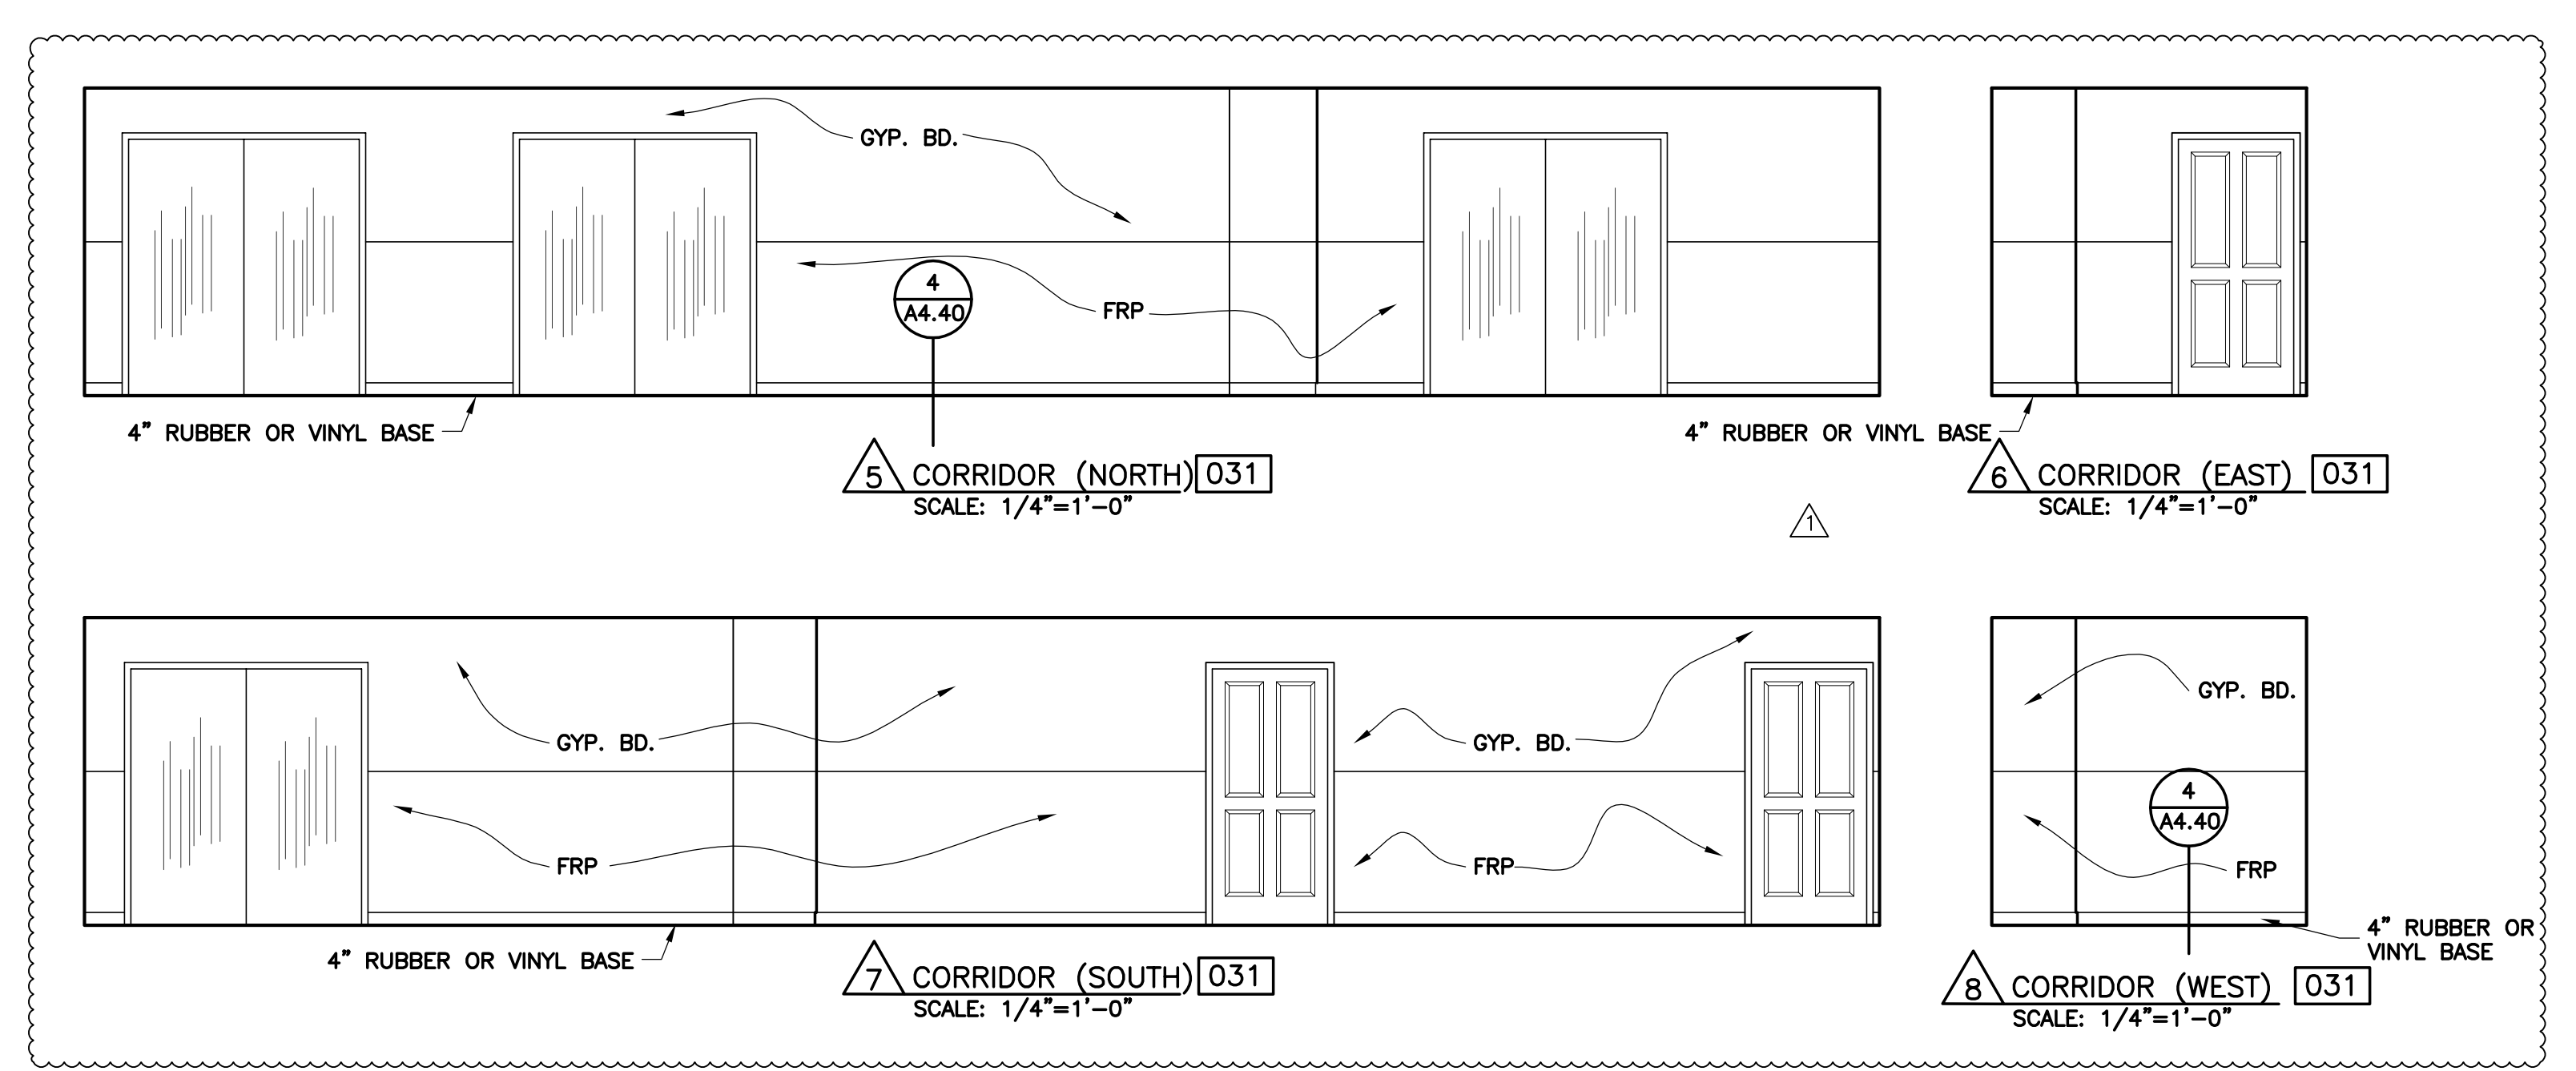 GYP. BD.
4
A4.40
FRP
4" RUBBER OR VINYL BASE
4" RUBBER OR VINYL BASE
5 CORRIDOR (NORTH) 031
SCALE: 1/4"=1'-0"
6 CORRIDOR (EAST) 031
SCALE: 1/4"=1'-0"
1
GYP. BD.
GYP. BD.
GYP. BD.
4
A4.40
FRP
FRP
FRP
4" RUBBER OR VINYL BASE
4" RUBBER OR
VINYL BASE
7 CORRIDOR (SOUTH) 031
SCALE: 1/4"=1'-0"
8 CORRIDOR (WEST) 031
SCALE: 1/4"=1'-0"